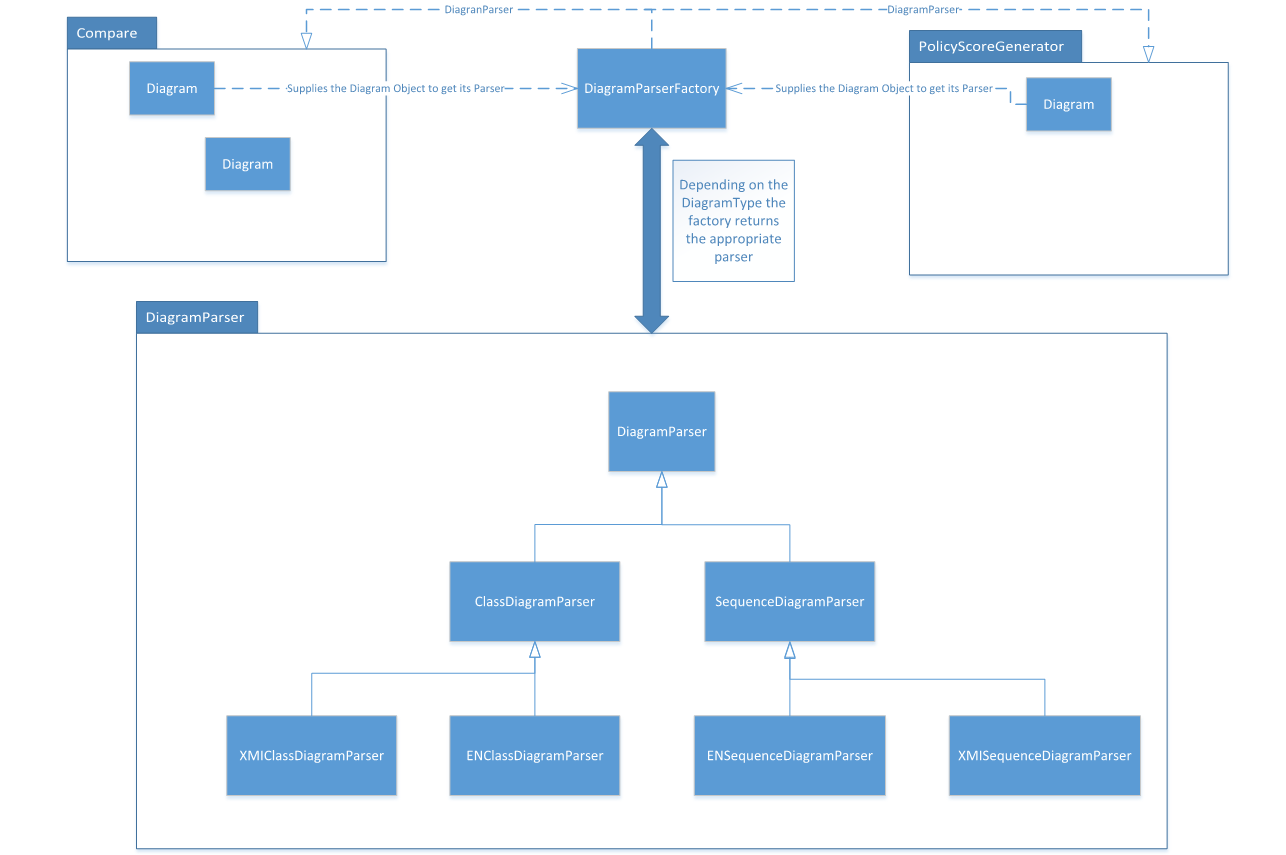 DiagranParser
DiagramParser
Compare
PolicyScoreGenerator
Diagram
Supplies the Diagram Object to get its Parser
DiagramParserFactory
Supplies the Diagram Object to get its Parser
Diagram
Diagram
Depending on the
DiagramType the
factory returns
the appropriate
parser
DiagramParser
DiagramParser
ClassDiagramParser
SequenceDiagramParser
XMIClassDiagramParser
ENClassDiagramParser
ENSequenceDiagramParser
XMISequenceDiagramParser